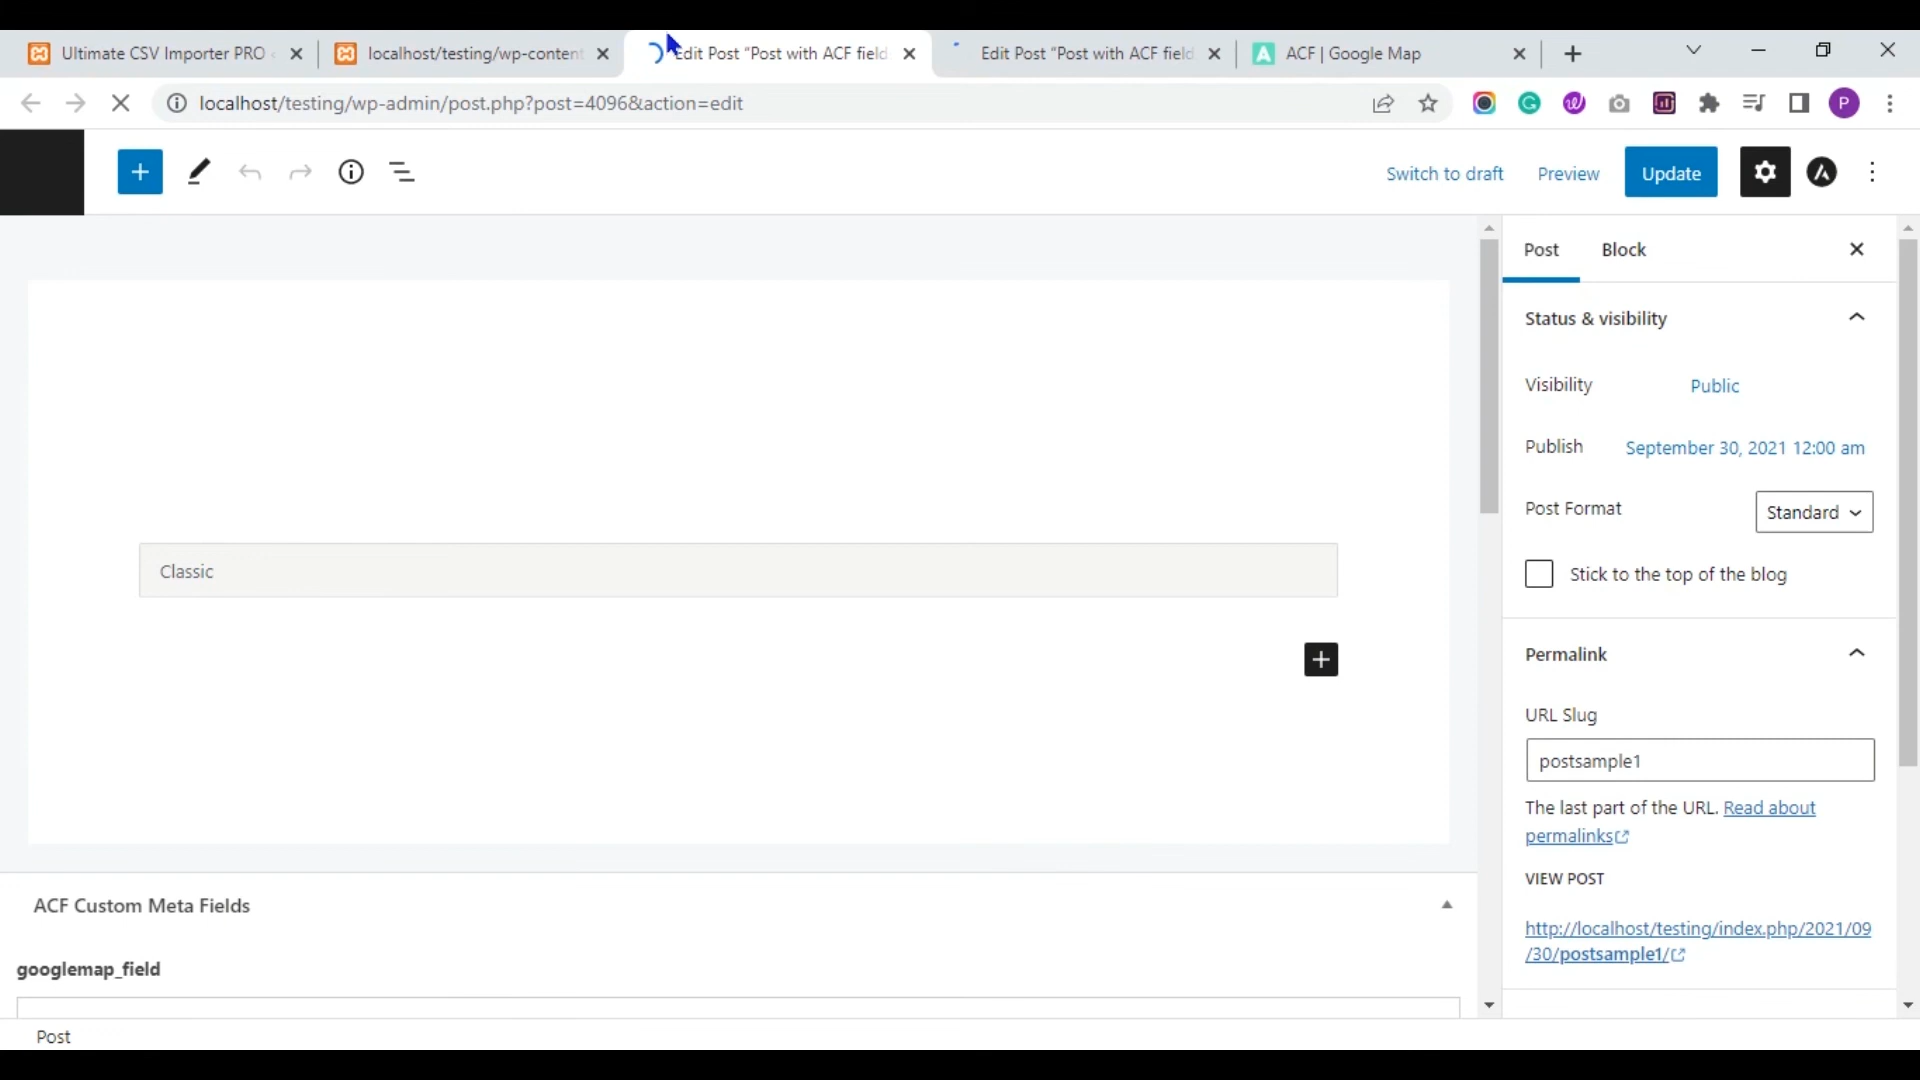 Ultimate CSV Importer PRO
localhost/testing/wp-content
Edit Post “Post with ACF field
Edit Post “Post with ACF field
ACF | Google Map
localhost/testing/wp-admin/post.php?post=4096&action=edit
P
Switch to draft
Preview
Update
Post
Block
Status & visibility
Visibility
Public
Publish
September 30, 2021 12:00 am
Post Format
Standard
Classic
Stick to the top of the blog
Permalink
URL Slug
postsample1
The last part of the URL. Read about
permalinks
VIEW POST
ACF Custom Meta Fields
http://localhost/testing/index.php/2021/09
/30/postsample1/
googlemap_field
Post